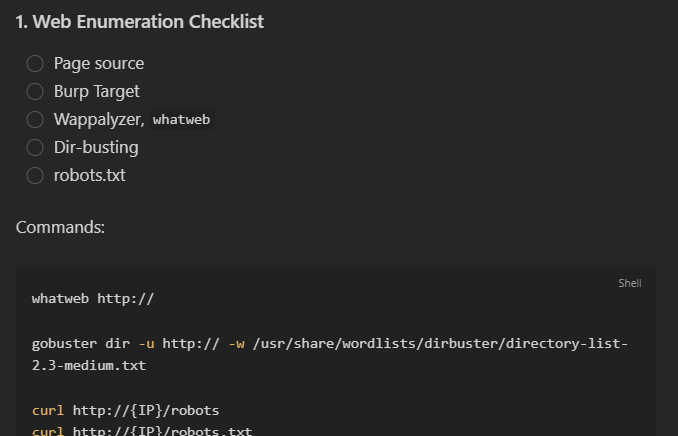 1. Web Enumeration Checklist
Page source
Burp Target
Wappalyzer, whatweb
Dir-busting
robots.txt
Commands:
Shell
whatweb http://
gobuster dir -u http:// -w /usr/share/wordlists/dirbuster/directory-list-
2.3-medium.txt
curl http://{IP}/robots
curl http://{IP}/robots.txt